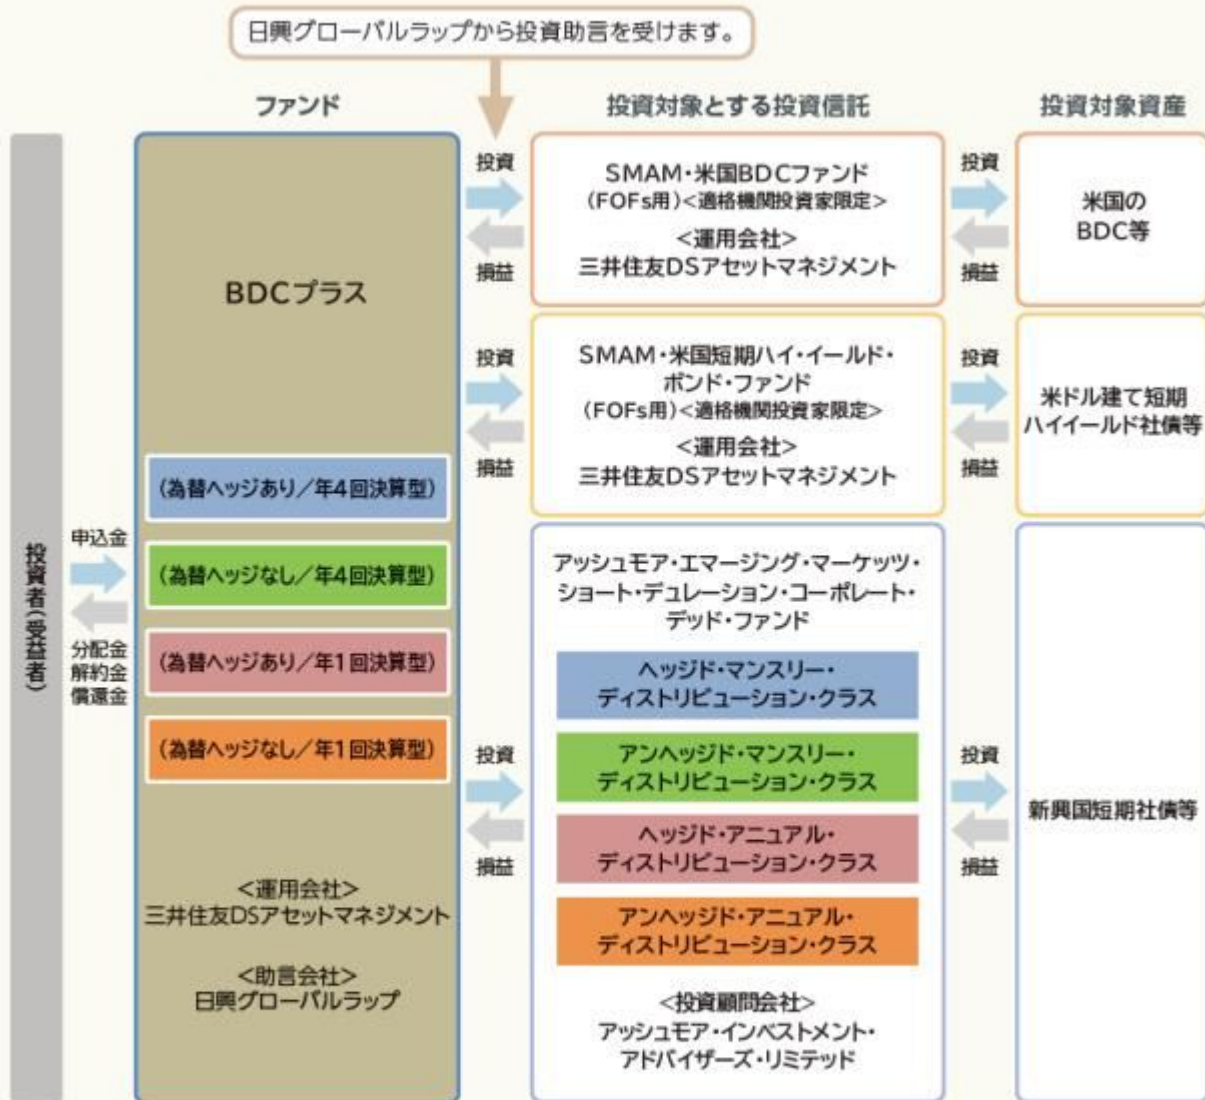 日興グローバルラップから投資助言を受けます。
ファンド
投資対象とする投資信託
投資対象資産
投資者(受益者)
申込金
分配金
解約金
償還金
BDCプラス
(為替ヘッジあり/年4回決算型)
(為替ヘッジなし/年4回決算型)
(為替ヘッジあり/年1回決算型)
(為替ヘッジなし/年1回決算型)
<運用会社>
三井住友DSアセットマネジメント
<助言会社>
日興グローバルラップ
投資
損益
SMAM・米国BDCファンド
(FOFs用)<適格機関投資家限定>
<運用会社>
三井住友DSアセットマネジメント
投資
損益
米国の
BDC等
投資
損益
SMAM・米国短期ハイ・イールド・
ボンド・ファンド
(FOFs用)<適格機関投資家限定>
<運用会社>
三井住友DSアセットマネジメント
投資
損益
米ドル建て短期
ハイイールド社債等
投資
損益
アッシュモア・エマージング・マーケッツ・
ショート・デュレーション・コーポレート・
デッド・ファンド
ヘッジド・マンスリー・
ディストリビューション・クラス
アンヘッジド・マンスリー・
ディストリビューション・クラス
ヘッジド・アニュアル・
ディストリビューション・クラス
アンヘッジド・アニュアル・
ディストリビューション・クラス
<投資顧問会社>
アッシュモア・インベストメント・
アドバイザーズ・リミテッド
投資
損益
新興国短期社債等